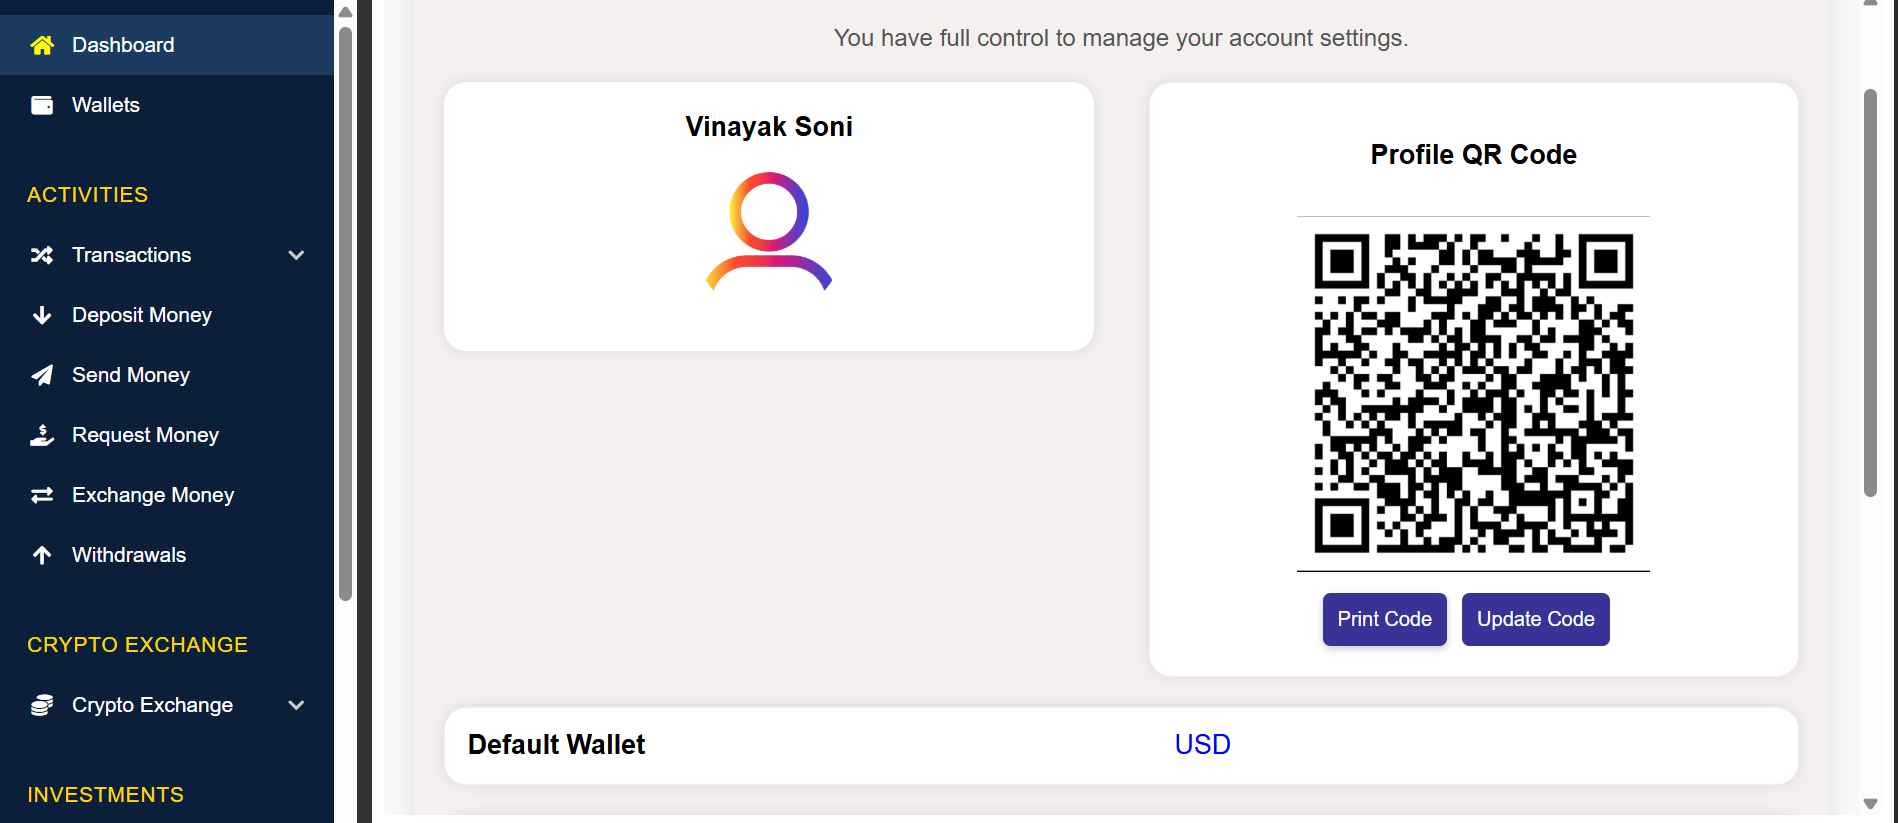 Dashboard
Wallets
ACTIVITIES
Transactions
Deposit Money
Send Money
Request Money
Exchange Money
Withdrawals
CRYPTO EXCHANGE
Crypto Exchange
INVESTMENTS
You have full control to manage your account settings.
Vinayak Soni
Profile QR Code
Print Code
Update Code
Default Wallet
USD